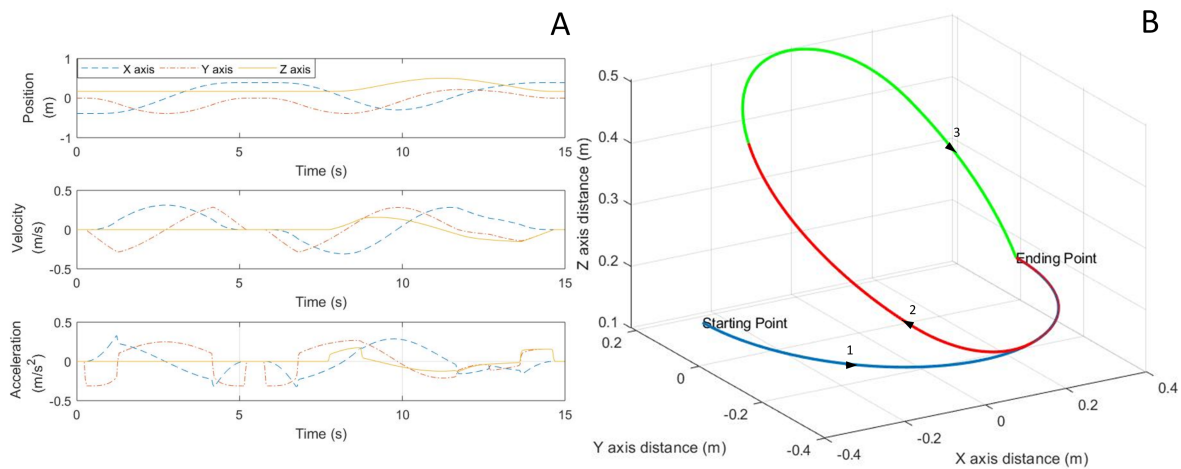 A
X axis
Y axis
Z axis
Position
(m)
1
0
-1
0
5
10
15
Time (s)
Velocity
(m/s)
0.5
0
-0.5
0
5
10
15
Time (s)
Acceleration
(m/s²)
0.5
0
-0.5
0
5
10
15
Time (s)
B
Z axis distance (m)
0.5
0.4
0.3
0.2
0.1
0.2
0
-0.2
-0.4
Y axis distance (m)
-0.4
-0.2
0
0.2
0.4
X axis distance (m)
Starting Point
Ending Point
1
2
3